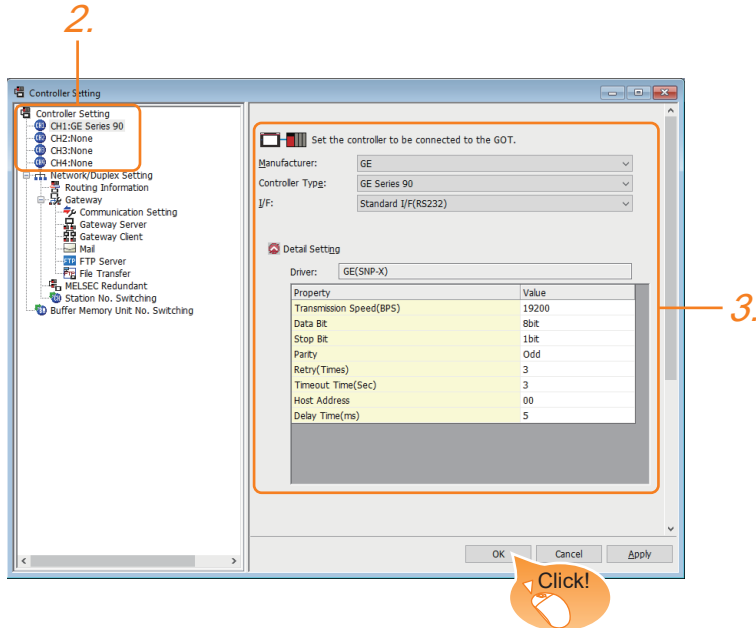 2.
Controller Setting
Controller Setting
CH1:GE Series 90
CH2:None
CH3:None
CH4:None
Network/Duplex Setting
Routing Information
Gateway
Communication Setting
Gateway Server
Gateway Client
Mail
FTP Server
File Transfer
MELSEC Redundant
Station No. Switching
Buffer Memory Unit No. Switching
Set the controller to be connected to the GOT.
Manufacturer: GE
Controller Type: GE Series 90
I/F: Standard I/F(RS232)
Detail Setting
Driver: GE(SNP-X)
Property Value
Transmission Speed(BPS) 19200
Data Bit 8bit
Stop Bit 1bit
Parity Odd
Retry(Times) 3
Timeout Time(Sec) 3
Host Address 00
Delay Time(ms) 5
3.
OK Cancel Apply
Click!